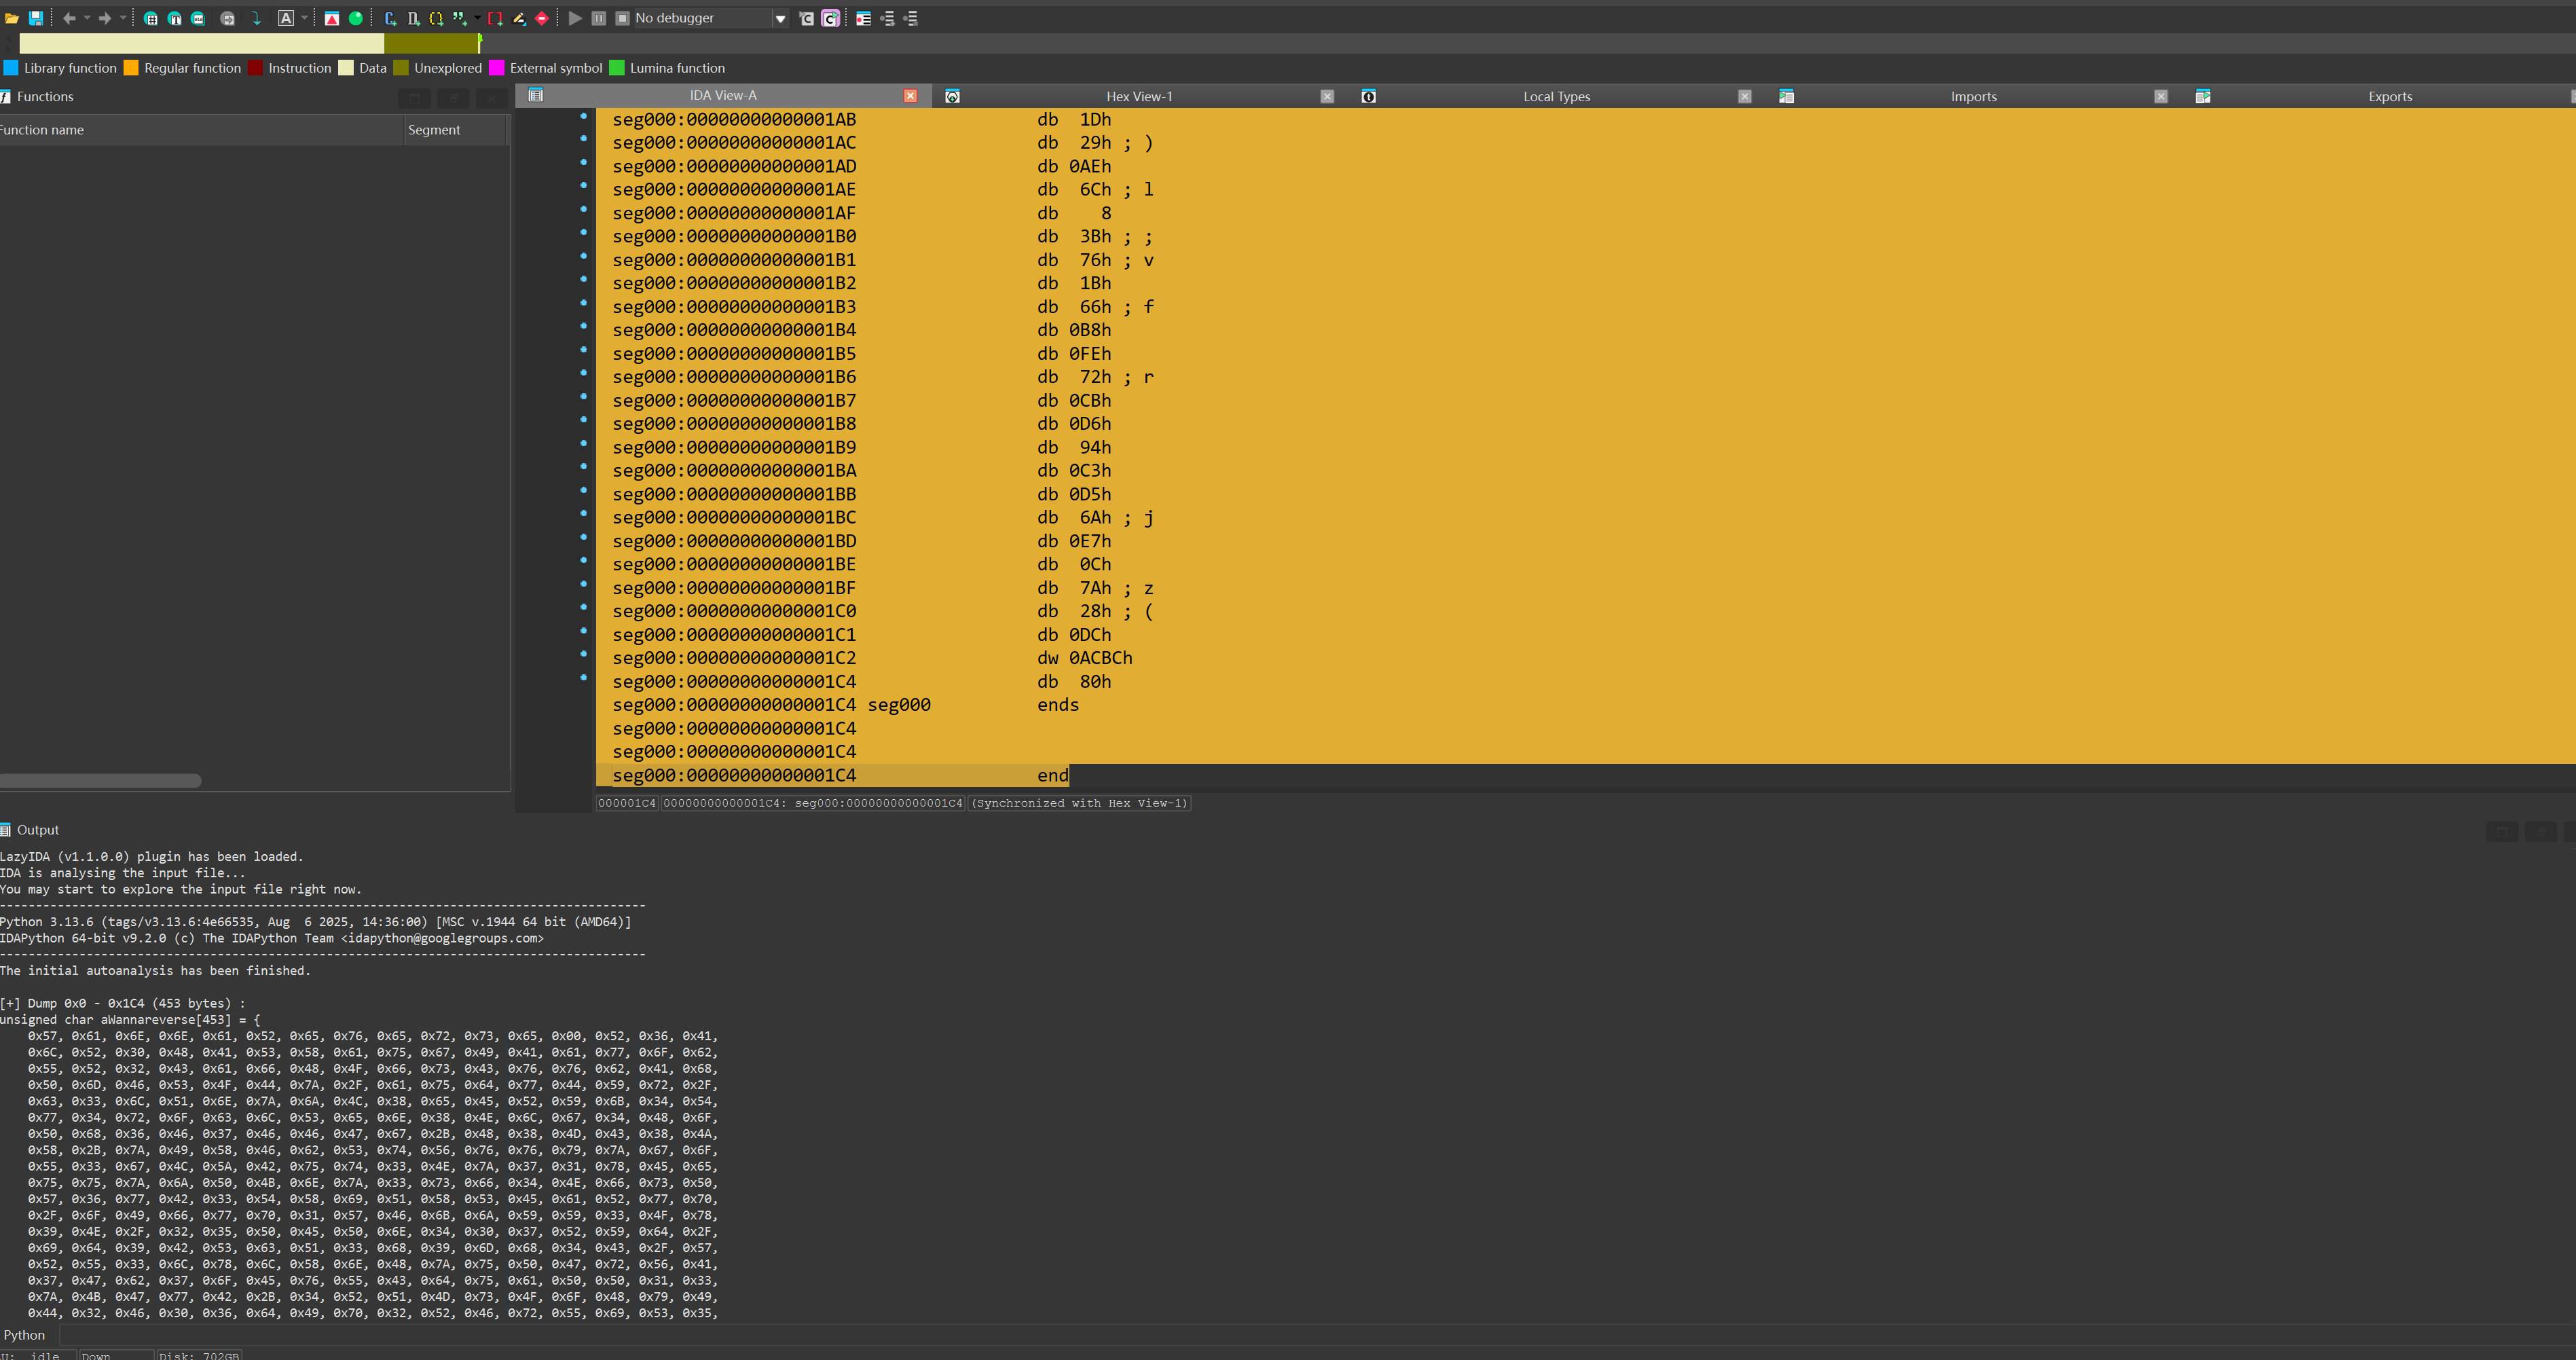 No debugger
Library function Regular function Instruction Data Unexplored External symbol Lumina function
Functions
IDA View-A Hex View-1 Local Types Imports Exports
Function name Segment
seg000:00000000000001AB db 1Dh
seg000:00000000000001AC db 29h ; )
seg000:00000000000001AD db 0AEh
seg000:00000000000001AE db 6Ch ; l
seg000:00000000000001AF db 8
seg000:00000000000001B0 db 3Bh ; ;
seg000:00000000000001B1 db 76h ; v
seg000:00000000000001B2 db 1Bh
seg000:00000000000001B3 db 66h ; f
seg000:00000000000001B4 db 0B8h
seg000:00000000000001B5 db 0FEh
seg000:00000000000001B6 db 72h ; r
seg000:00000000000001B7 db 0CBh
seg000:00000000000001B8 db 0D6h
seg000:00000000000001B9 db 94h
seg000:00000000000001BA db 0C3h
seg000:00000000000001BB db 0D5h
seg000:00000000000001BC db 6Ah ; j
seg000:00000000000001BD db 0E7h
seg000:00000000000001BE db 0Ch
seg000:00000000000001BF db 7Ah ; z
seg000:00000000000001C0 db 28h ; (
seg000:00000000000001C1 db 0DCh
seg000:00000000000001C2 dw 0ACBCh
seg000:00000000000001C4 db 80h
seg000:00000000000001C4 seg000 ends
seg000:00000000000001C4
seg000:00000000000001C4
seg000:00000000000001C4 end
000001C4 00000000000001C4: seg000:00000000000001C4 (Synchronized with Hex View-1)
Output
LazyIDA (v1.1.0.0) plugin has been loaded.
IDA is analysing the input file...
You may start to explore the input file right now.
-----------------------------------------------------------------------------------------
Python 3.13.6 (tags/v3.13.6:4e66535, Aug  6 2025, 14:36:00) [MSC v.1944 64 bit (AMD64)]
IDAPython 64-bit v9.2.0 (c) The IDAPython Team <idapython@googlegroups.com>
-----------------------------------------------------------------------------------------
The initial autoanalysis has been finished.
[+] Dump 0x0 - 0x1C4 (453 bytes) :
unsigned char aWannareverse[453] = {
0x57, 0x61, 0x6E, 0x6E, 0x61, 0x52, 0x65, 0x76, 0x65, 0x72, 0x73, 0x65, 0x00, 0x52, 0x36, 0x41,
0x6C, 0x52, 0x30, 0x48, 0x41, 0x53, 0x58, 0x61, 0x75, 0x67, 0x49, 0x41, 0x61, 0x77, 0x6F, 0x62,
0x55, 0x52, 0x32, 0x43, 0x61, 0x66, 0x48, 0x4F, 0x66, 0x73, 0x43, 0x76, 0x76, 0x62, 0x41, 0x68,
0x50, 0x6D, 0x46, 0x53, 0x4F, 0x44, 0x7A, 0x2F, 0x61, 0x75, 0x64, 0x77, 0x44, 0x59, 0x72, 0x2F,
0x63, 0x33, 0x6C, 0x51, 0x6E, 0x7A, 0x6A, 0x4C, 0x38, 0x65, 0x45, 0x52, 0x59, 0x6B, 0x34, 0x54,
0x77, 0x34, 0x72, 0x6F, 0x63, 0x6C, 0x53, 0x65, 0x6E, 0x38, 0x4E, 0x6C, 0x67, 0x34, 0x48, 0x6F,
0x50, 0x68, 0x36, 0x46, 0x37, 0x46, 0x46, 0x47, 0x67, 0x2B, 0x48, 0x38, 0x4D, 0x43, 0x38, 0x4A,
0x58, 0x2B, 0x7A, 0x49, 0x58, 0x46, 0x62, 0x53, 0x74, 0x56, 0x76, 0x76, 0x79, 0x7A, 0x67, 0x6F,
0x55, 0x33, 0x67, 0x4C, 0x5A, 0x42, 0x75, 0x74, 0x33, 0x4E, 0x7A, 0x37, 0x31, 0x78, 0x45, 0x65,
0x75, 0x75, 0x7A, 0x6A, 0x50, 0x4B, 0x6E, 0x7A, 0x33, 0x73, 0x66, 0x34, 0x4E, 0x66, 0x73, 0x50,
0x57, 0x36, 0x77, 0x42, 0x33, 0x54, 0x58, 0x69, 0x51, 0x58, 0x53, 0x45, 0x61, 0x52, 0x77, 0x70,
0x2F, 0x6F, 0x49, 0x66, 0x77, 0x70, 0x31, 0x57, 0x46, 0x6B, 0x6A, 0x59, 0x59, 0x33, 0x4F, 0x78,
0x39, 0x4E, 0x2F, 0x32, 0x35, 0x50, 0x45, 0x50, 0x6E, 0x34, 0x30, 0x37, 0x52, 0x59, 0x64, 0x2F,
0x69, 0x64, 0x39, 0x42, 0x53, 0x63, 0x51, 0x33, 0x68, 0x39, 0x6D, 0x68, 0x34, 0x43, 0x2F, 0x57,
0x52, 0x55, 0x33, 0x6C, 0x78, 0x6C, 0x58, 0x6E, 0x48, 0x7A, 0x75, 0x50, 0x47, 0x72, 0x56, 0x41,
0x37, 0x47, 0x62, 0x37, 0x6F, 0x45, 0x76, 0x55, 0x43, 0x64, 0x75, 0x61, 0x50, 0x50, 0x31, 0x33,
0x7A, 0x4B, 0x47, 0x77, 0x42, 0x2B, 0x34, 0x52, 0x51, 0x4D, 0x73, 0x4F, 0x6F, 0x48, 0x79, 0x49,
0x44, 0x32, 0x46, 0x30, 0x36, 0x64, 0x49, 0x70, 0x32, 0x52, 0x46, 0x72, 0x55, 0x69, 0x53, 0x35,
Python
idle Down Disk: 702GB